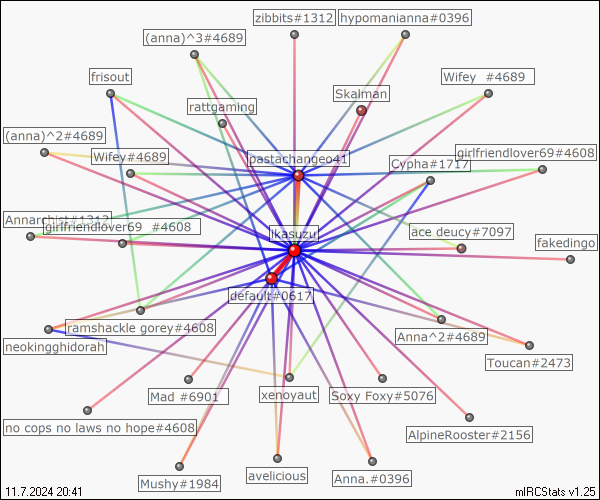 zibbits#1312
hypomanianna#0396
(anna)^3#4689
frisout
Skalman
Wifey #4689
rattgaming
(anna)^2#4689
Wifey#4689
pastachangeo41
Cypha#1717
girlfriendlover69#4608
Annarchist#1312
girlfriendlover69 #4608
likasuzu
ace deucy#7097
fakedingo
default#0617
ramshackle gorey#4608
Anna^2#4689
neokingghidorah
Toucan#2473
Mad #6901
xenoyaut
Soxy Foxy#5076
no cops no laws no hope#4608
AlpineRooster#2156
Mushy#1984
avelicious
Anna.#0396
11.7.2024 20:41
mIRCStats v1.25